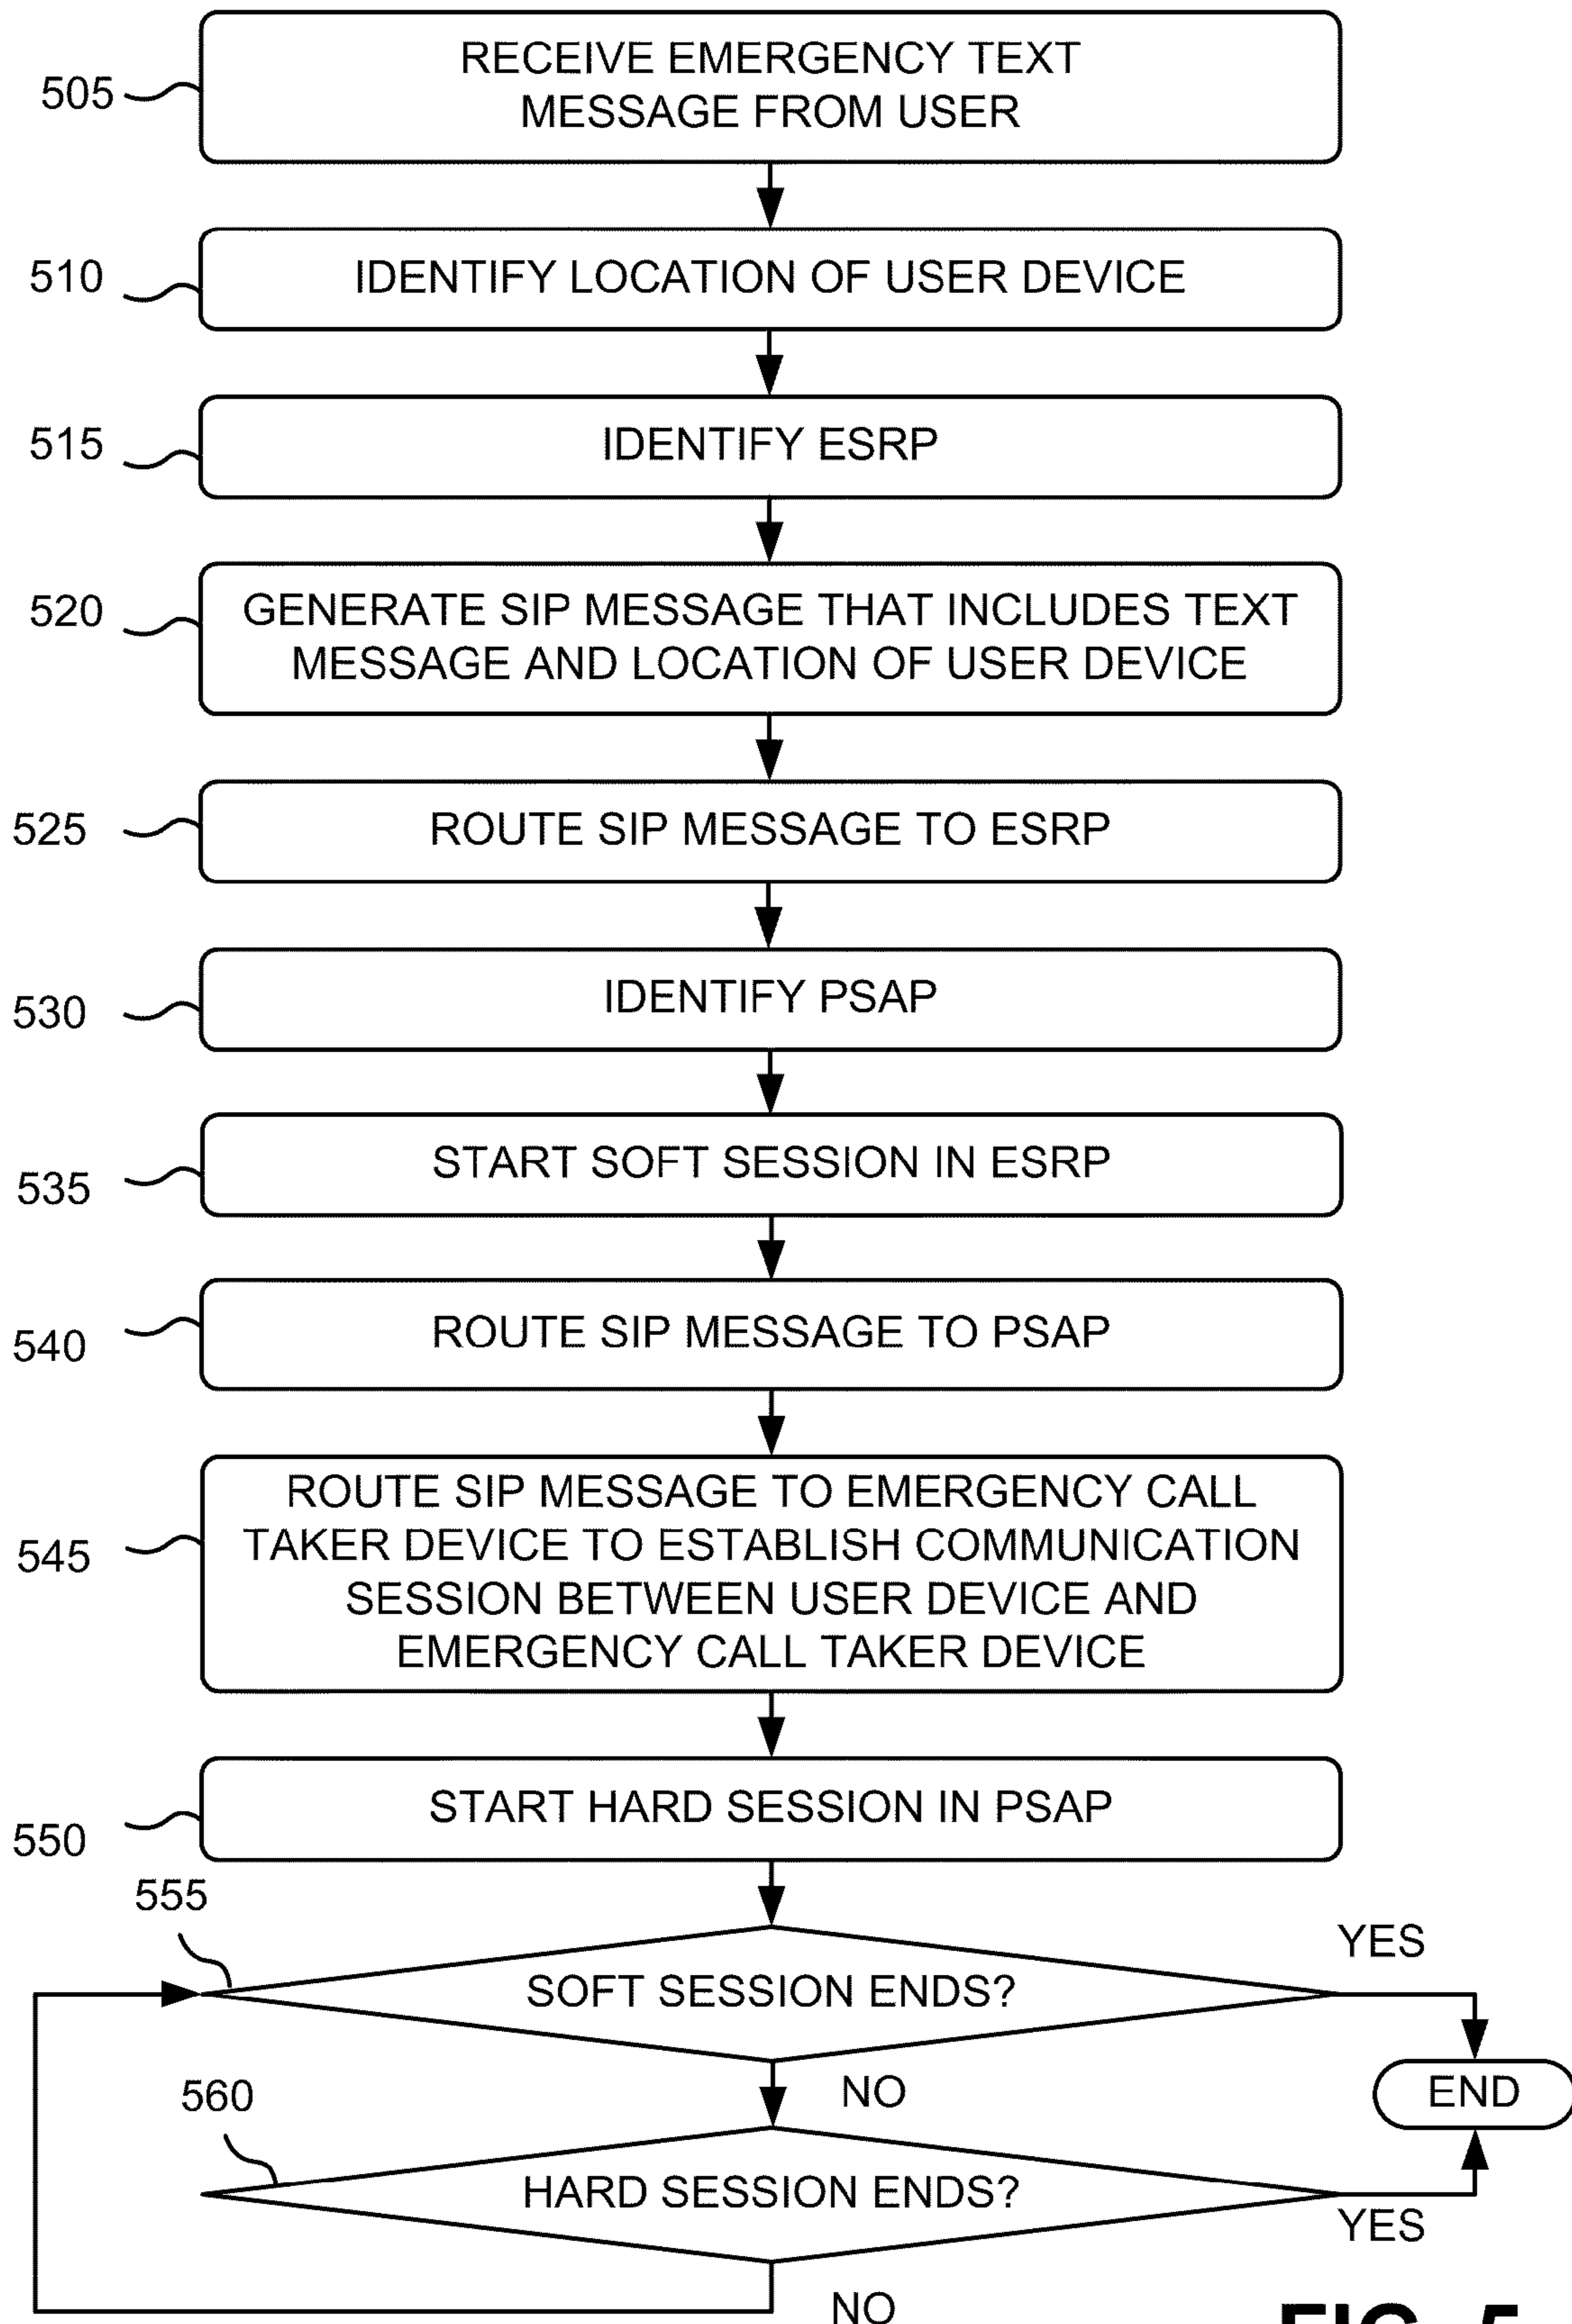 RECEIVE EMERGENCY TEXT
MESSAGE FROM USER
505
IDENTIFY LOCATION OF USER DEVICE
510
IDENTIFY ESRP
515
GENERATE SIP MESSAGE THAT INCLUDES TEXT
MESSAGE AND LOCATION OF USER DEVICE
520
ROUTE SIP MESSAGE TO ESRP
525
IDENTIFY PSAP
530
START SOFT SESSION IN ESRP
535
ROUTE SIP MESSAGE TO PSAP
540
ROUTE SIP MESSAGE TO EMERGENCY CALL
TAKER DEVICE TO ESTABLISH COMMUNICATION
SESSION BETWEEN USER DEVICE AND
EMERGENCY CALL TAKER DEVICE
545
START HARD SESSION IN PSAP
550
555
SOFT SESSION ENDS?
YES
NO
END
560
HARD SESSION ENDS?
YES
NO
FIG. 5